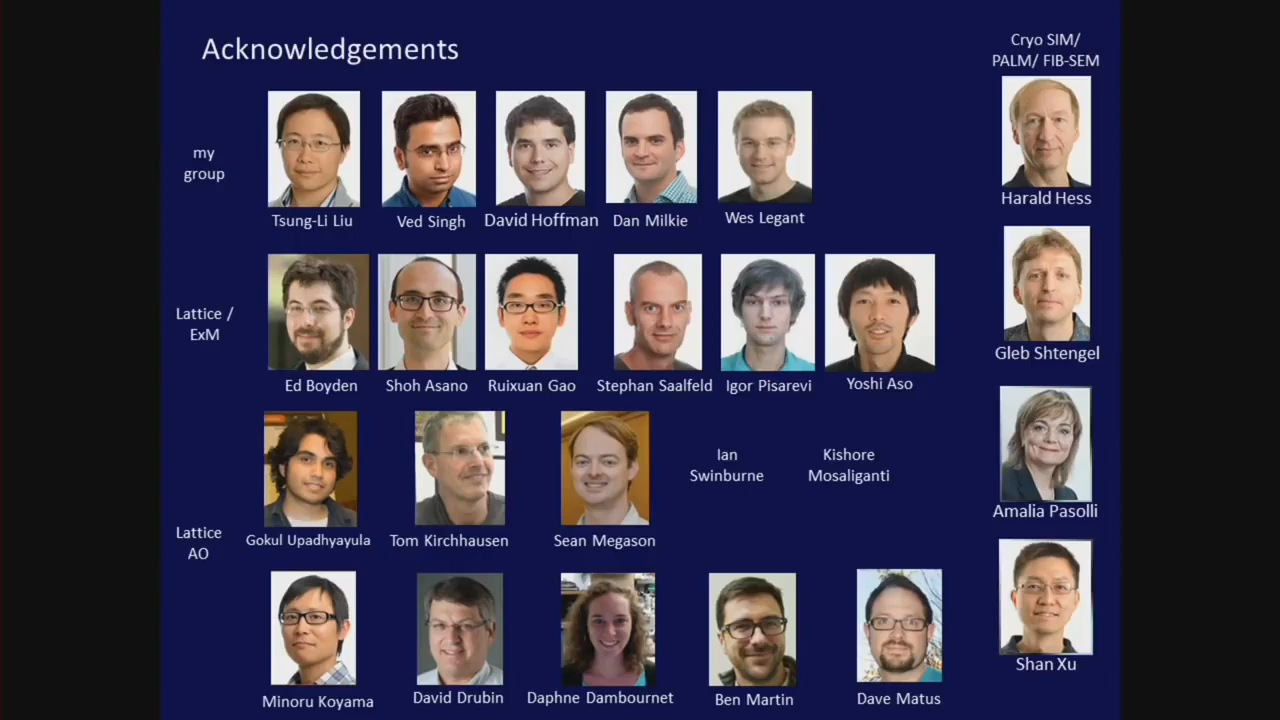 Acknowledgements
Cryo SIM/
PALM/ FIB-SEM
my
group
Tsung-Li Liu
Ved Singh
David Hoffman
Dan Milkie
Wes Legant
Harald Hess
Lattice /
ExM
Ed Boyden
Shoh Asano
Ruixuan Gao
Stephan Saalfeld
Igor Pisarevi
Yoshi Aso
Gleb Shtengel
Lattice
AO
Gokul Upadhyayula
Tom Kirchhausen
Sean Megason
Ian
Swinburne
Kishore
Mosaliganti
Amalia Pasolli
Minoru Koyama
David Drubin
Daphne Dambournet
Ben Martin
Dave Matus
Shan Xu